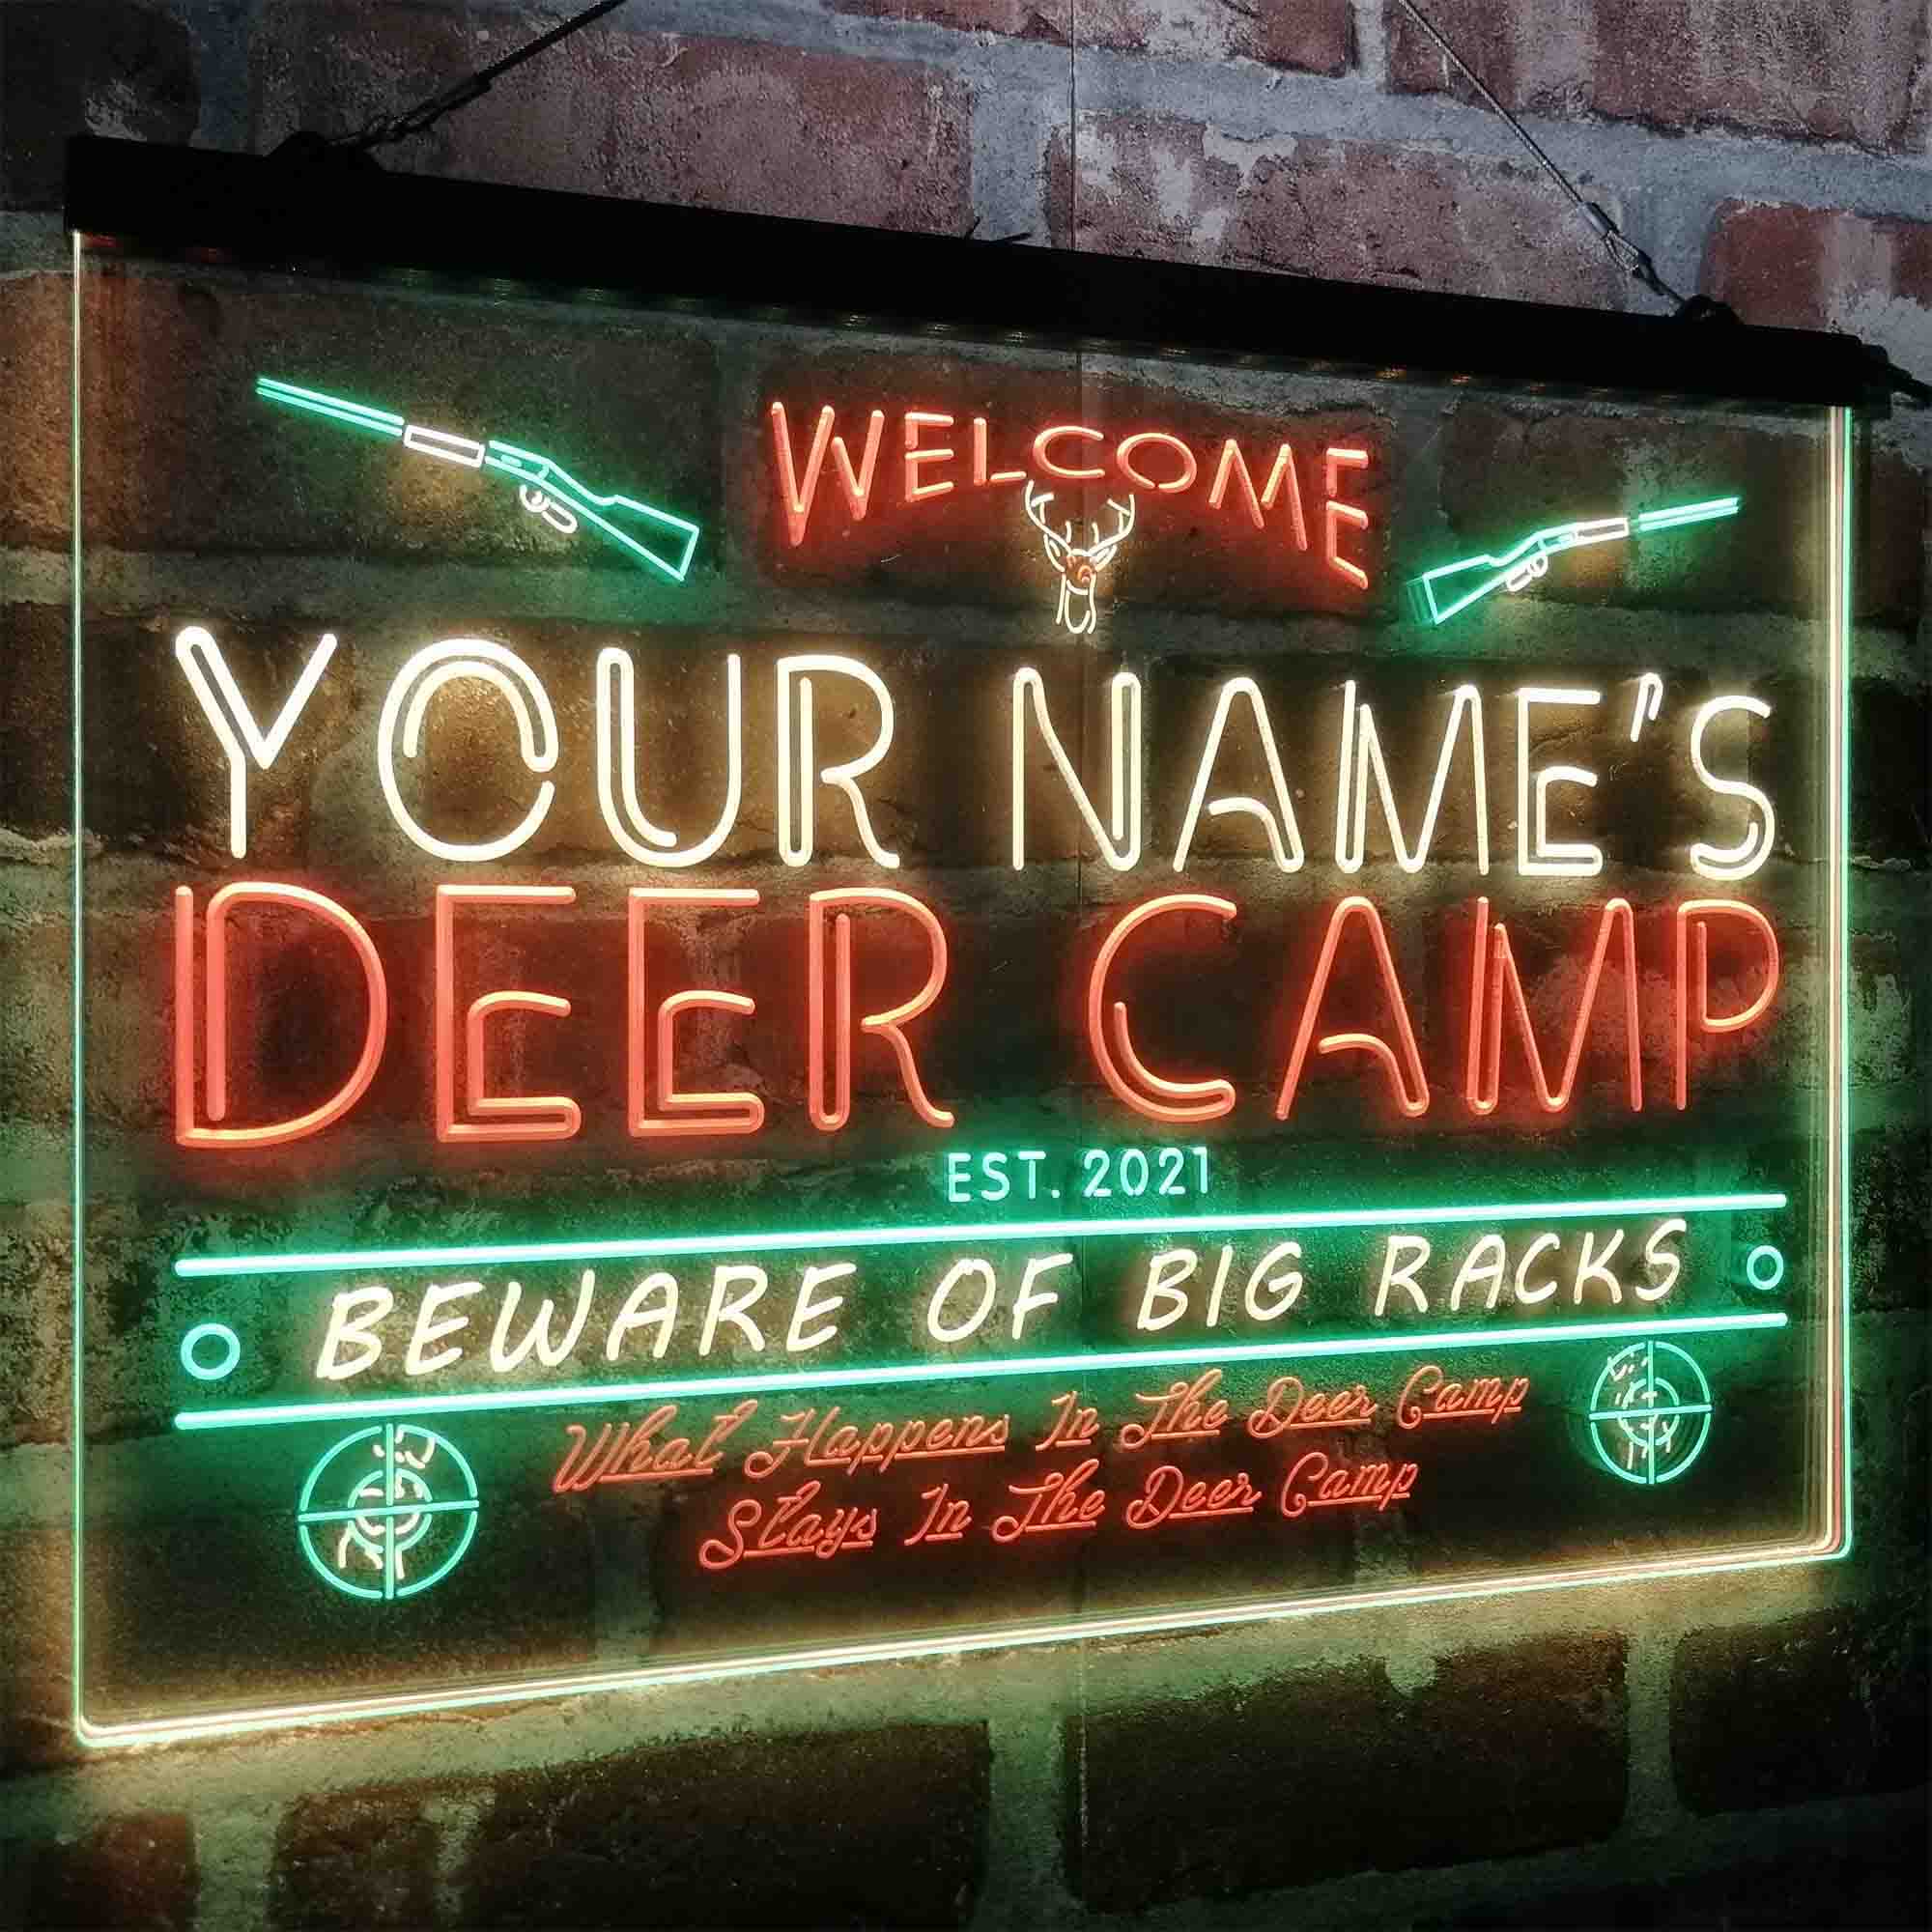 WELCOME
YOUR NAME'S
DEER CAMP
EST. 2021
BEWARE OF BIG RACKS
What Happens In The Deer Camp
Stays In The Deer Camp